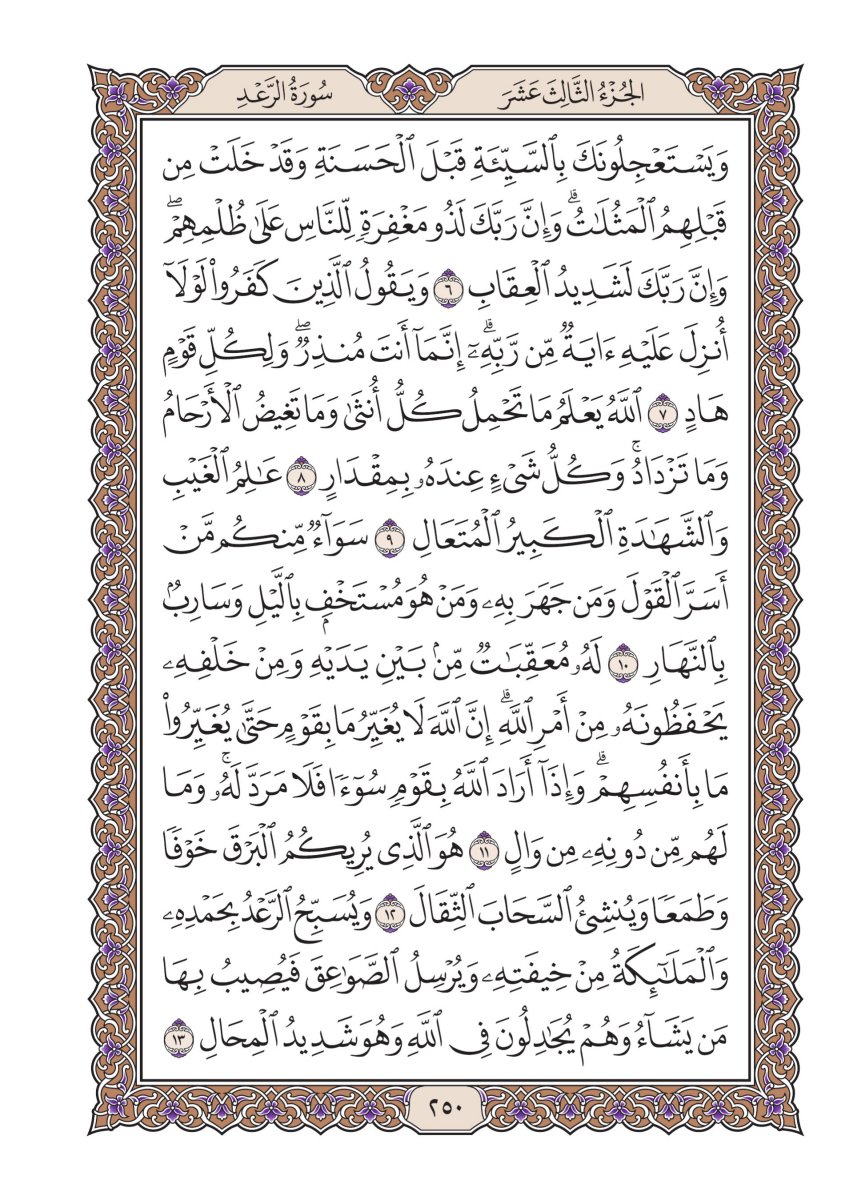 الجُزْءُ الثَّالِثَ عَشَرَ
سُورَةُ الرَّعْدِ
وَيَسْتَعْجِلُونَكَ بِٱلسَّيِّئَةِ قَبْلَ ٱلْحَسَنَةِ وَقَدْ خَلَتْ مِن
قَبْلِهِمُ ٱلْمَثُلَٰتُۗ وَإِنَّ رَبَّكَ لَذُو مَغْفِرَةٖ لِّلنَّاسِ عَلَىٰ ظُلْمِهِمْۖ
وَإِنَّ رَبَّكَ لَشَدِيدُ ٱلْعِقَابِ ٦ وَيَقُولُ ٱلَّذِينَ كَفَرُواْ لَوْلَآ
أُنزِلَ عَلَيْهِ ءَايَةٞ مِّن رَّبِّهِۦٓۗ إِنَّمَآ أَنتَ مُنذِرٞۖ وَلِكُلِّ قَوْمٍ
هَادٍ ٧ ٱللَّهُ يَعْلَمُ مَا تَحْمِلُ كُلُّ أُنثَىٰ وَمَا تَغِيضُ ٱلْأَرْحَامُ
وَمَا تَزْدَادُۚ وَكُلُّ شَيْءٍ عِندَهُۥ بِمِقْدَارٍ ٨ عَٰلِمُ ٱلْغَيْبِ
وَٱلشَّهَٰدَةِ ٱلْكَبِيرُ ٱلْمُتَعَالِ ٩ سَوَآءٞ مِّنكُم مَّنْ
أَسَرَّ ٱلْقَوْلَ وَمَن جَهَرَ بِهِۦ وَمَنْ هُوَ مُسْتَخْفِۭ بِٱلَّيْلِ وَسَارِبُۢ
بِٱلنَّهَارِ ١٠ لَهُۥ مُعَقِّبَٰتٞ مِّنۢ بَيْنِ يَدَيْهِ وَمِنْ خَلْفِهِۦ
يَحْفَظُونَهُۥ مِنْ أَمْرِ ٱللَّهِۗ إِنَّ ٱللَّهَ لَا يُغَيِّرُ مَا بِقَوْمٍ حَتَّىٰ يُغَيِّرُواْ
مَا بِأَنفُسِهِمْۗ وَإِذَآ أَرَادَ ٱللَّهُ بِقَوْمٖ سُوٓءٗا فَلَا مَرَدَّ لَهُۥۚ وَمَا
لَهُم مِّن دُونِهِۦ مِن وَالٍ ١١ هُوَ ٱلَّذِي يُرِيكُمُ ٱلْبَرْقَ خَوْفٗا
وَطَمَعٗا وَيُنشِئُ ٱلسَّحَابَ ٱلثِّقَالَ ١٢ وَيُسَبِّحُ ٱلرَّعْدُ بِحَمْدِهِۦ
وَٱلْمَلَٰٓئِكَةُ مِنْ خِيفَتِهِۦ وَيُرْسِلُ ٱلصَّوَٰعِقَ فَيُصِيبُ بِهَا
مَن يَشَآءُ وَهُمْ يُجَٰدِلُونَ فِي ٱللَّهِ وَهُوَ شَدِيدُ ٱلْمِحَالِ ١٣
٢٥٠